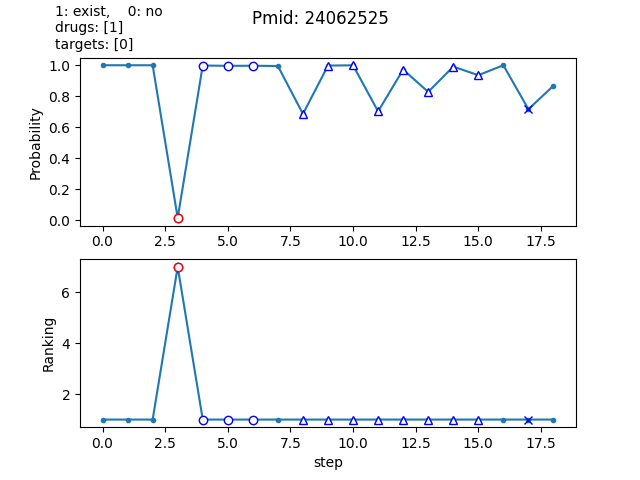 1: exist,    0: no
drugs: [1]
targets: [0]
Pmid: 24062525
1.0
0.8
0.6
0.4
0.2
0.0
Probability
0.0 2.5 5.0 7.5 10.0 12.5 15.0 17.5
6
4
2
Ranking
0.0 2.5 5.0 7.5 10.0 12.5 15.0 17.5
step